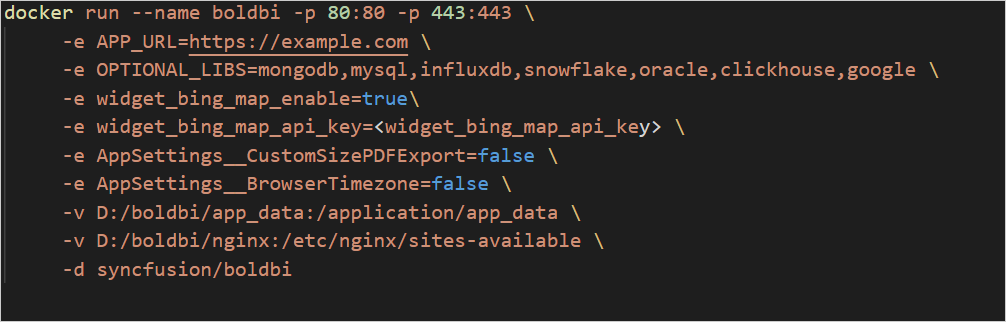 docker run --name boldbi -p 80:80 -p 443:443 \
-e APP_URL=https://example.com \
-e OPTIONAL_LIBS=mongodb,mysql,influxdb,snowflake,oracle,clickhouse,google \
-e widget_bing_map_enable=true\
-e widget_bing_map_api_key=<widget_bing_map_api_key> \
-e AppSettings__CustomSizePDFExport=false \
-e AppSettings__BrowserTimezone=false \
-v D:/boldbi/app_data:/application/app_data \
-v D:/boldbi/nginx:/etc/nginx/sites-available \
-d syncfusion/boldbi